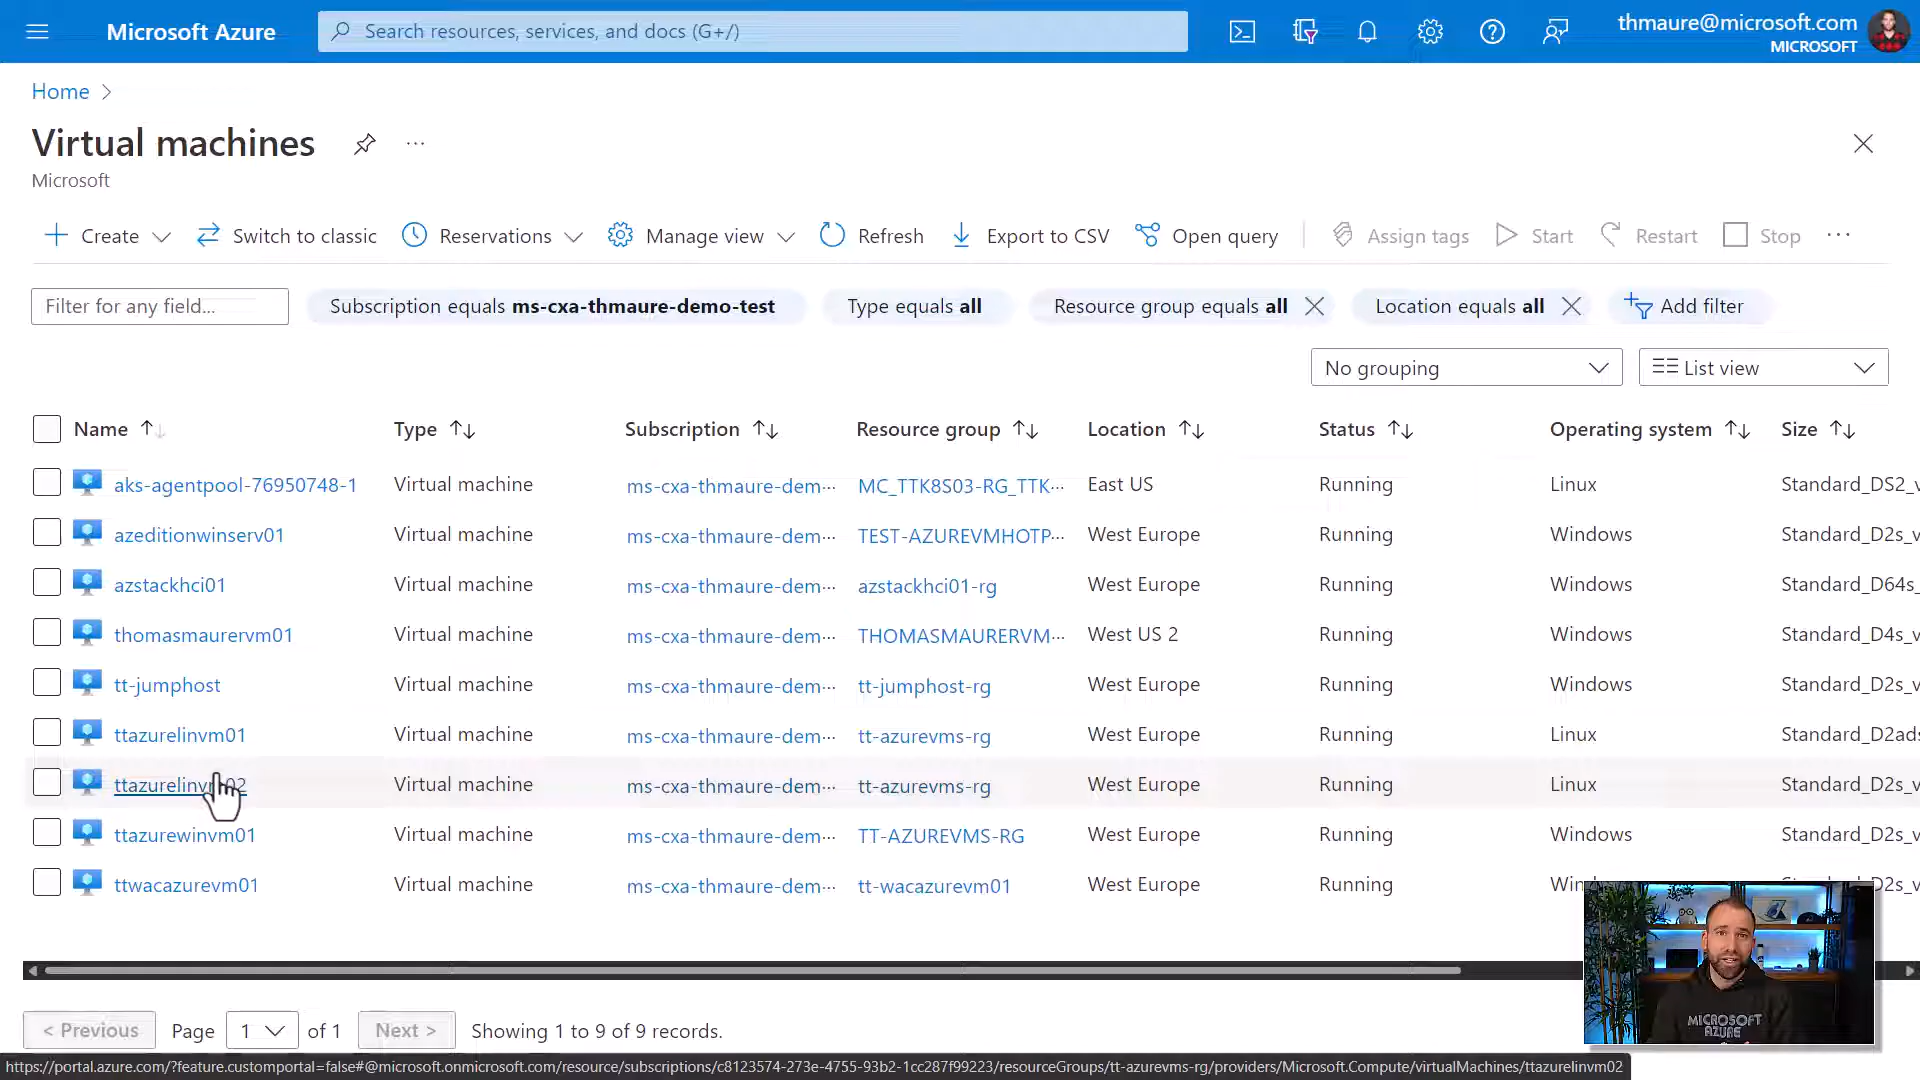 Microsoft Azure
Search resources, services, and docs (G+/)
thmaure@microsoft.com
MICROSOFT
Home
Virtual machines
Microsoft
Create
Switch to classic
Reservations
Manage view
Refresh
Export to CSV
Open query
Assign tags
Start
Restart
Stop
Filter for any field...
Subscription equals ms-cxa-thmaure-demo-test
Type equals all
Resource group equals all
Location equals all
Add filter
No grouping
List view
Name Type Subscription Resource group Location Status Operating system Size
aks-agentpool-76950748-1 Virtual machine ms-cxa-thmaure-dem... MC_TTK8S03-RG_TTK... East US Running Linux Standard_DS2_v
azeditionwinserv01 Virtual machine ms-cxa-thmaure-dem... TEST-AZUREVMHOTP... West Europe Running Windows Standard_D2s_v
azstackhci01 Virtual machine ms-cxa-thmaure-dem... azstackhci01-rg West Europe Running Windows Standard_D64s_
thomasmaurervm01 Virtual machine ms-cxa-thmaure-dem... THOMASMAURERVM... West US 2 Running Windows Standard_D4s_v
tt-jumphost Virtual machine ms-cxa-thmaure-dem... tt-jumphost-rg West Europe Running Windows Standard_D2s_v
ttazurelinvm01 Virtual machine ms-cxa-thmaure-dem... tt-azurevms-rg West Europe Running Linux Standard_D2ads
ttazurelinvm02 Virtual machine ms-cxa-thmaure-dem... tt-azurevms-rg West Europe Running Linux Standard_D2s_v
ttazurewinvm01 Virtual machine ms-cxa-thmaure-dem... TT-AZUREVMS-RG West Europe Running Windows Standard_D2s_v
ttwacazurevm01 Virtual machine ms-cxa-thmaure-dem... tt-wacazurevm01 West Europe Running Standard_D2s_v
MICROSOFT
AZURE
< Previous Page 1 of 1 Next > Showing 1 to 9 of 9 records.
https://portal.azure.com/?feature.customportal=false#@microsoft.onmicrosoft.com/resource/subscriptions/c8123574-273e-4755-93b2-1cc287f99223/resourceGroups/tt-azurevms-rg/providers/Microsoft.Compute/virtualMachines/ttazurelinvm02